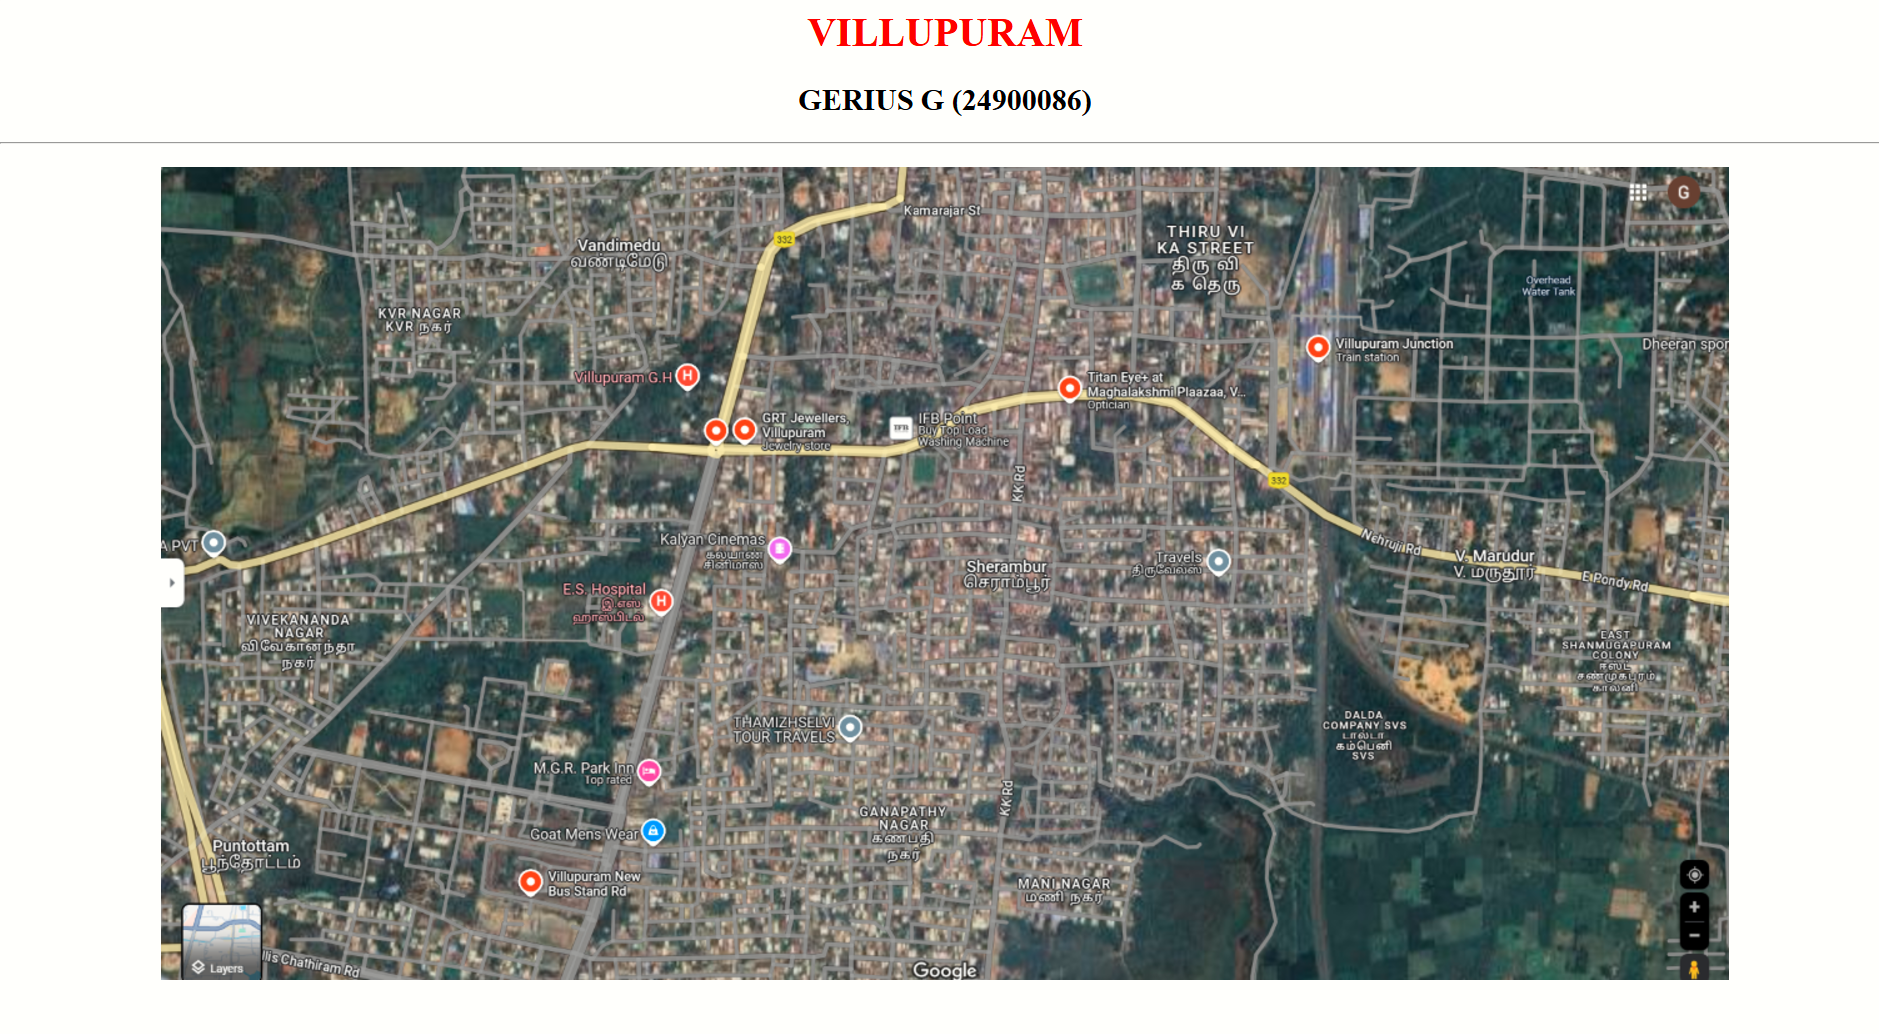 VILLUPURAM
GERIUS G (24900086)
G
Kamarajar St
332
Vandimedu
வண்டிமேடு
THIRU VI
KA STREET
திரு வி
க தெரு
Overhead
Water Tank
KVR NAGAR
KVR நகர்
Villupuram Junction
Train station
Dheeran spor
Villupuram G.H
H
Titan Eye+ at
Maghalakshmi Plaazaa, V...
Optician
GRT Jewellers,
Villupuram
Jewelry store
IFB
IFB Point
Buy Top Load
Washing Machine
KK Rd
332
A PVT
Kalyan Cinemas
கல்யாண்
சினிமாஸ்
Nehruji Rd
V. Marudur
V. மருதூர்
Sherambur
செராம்பூர்
Travels
திருவேலஸ்
E Pondy Rd
E.S. Hospital
இ.எஸ்
ஹாஸ்பிடல்
H
VIVEKANANDA
NAGAR
விவேகானந்தா
நகர்
EAST
SHANMUGAPURAM
COLONY
ஈஸ்ட்
சண்முகபுரம்
காலனி
THAMIZHSELVI
TOUR TRAVELS
DALDA
COMPANY SVS
டால்டா
கம்பெனி
SVS
M.G.R. Park Inn
Top rated
KK Rd
GANAPATHY
NAGAR
கணபதி
நகர்
Goat Mens Wear
Puntottam
பூந்தோட்டம்
Villupuram New
Bus Stand Rd
MANI NAGAR
மணி நகர்
Layers
llis Chathiram Rd
Google